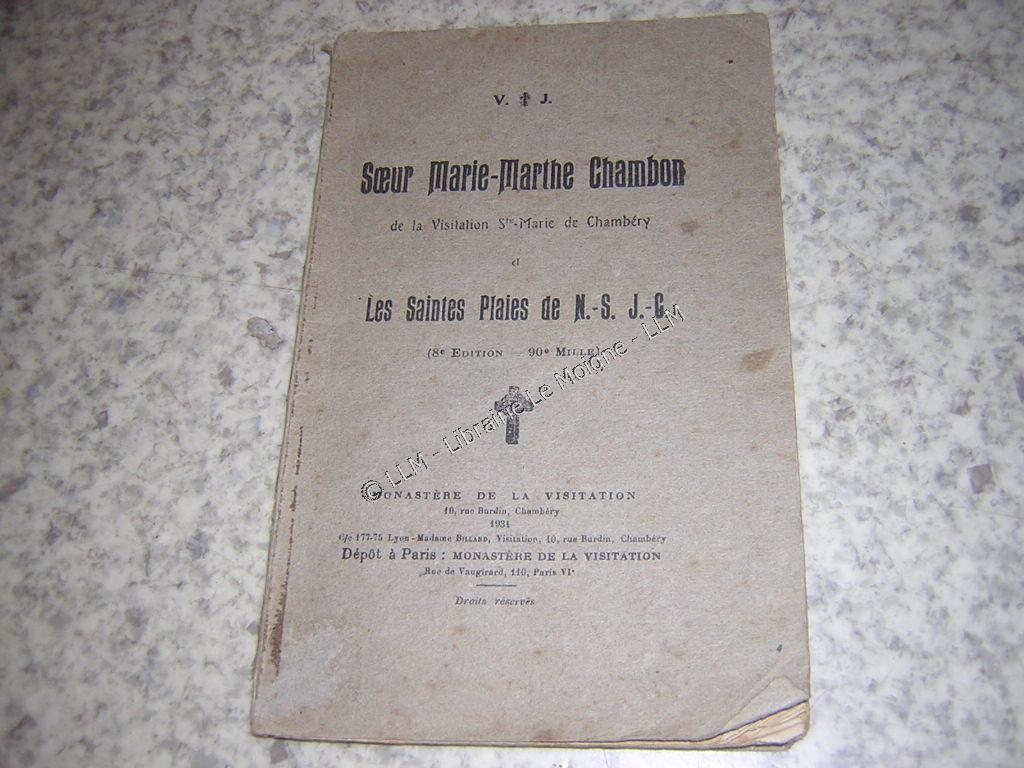 V. ✝ J.
Sœur Marie-Marthe Chambon
de la Visitation Ste-Marie de Chambéry
et
Les Saintes Plaies de N.-S. J.-C.
(8e EDITION — 90e MILLE)
© LLM - Librairie Le Moigne - LLM
MONASTÈRE DE LA VISITATION
10, rue Burdin, Chambéry
1931
C/c 177-75 Lyon - Madame BILLARD, Visitation, 10, rue Burdin, Chambéry
Dépôt à Paris : MONASTÈRE DE LA VISITATION
Rue de Vaugirard, 110, Paris VIe
Droits réservés